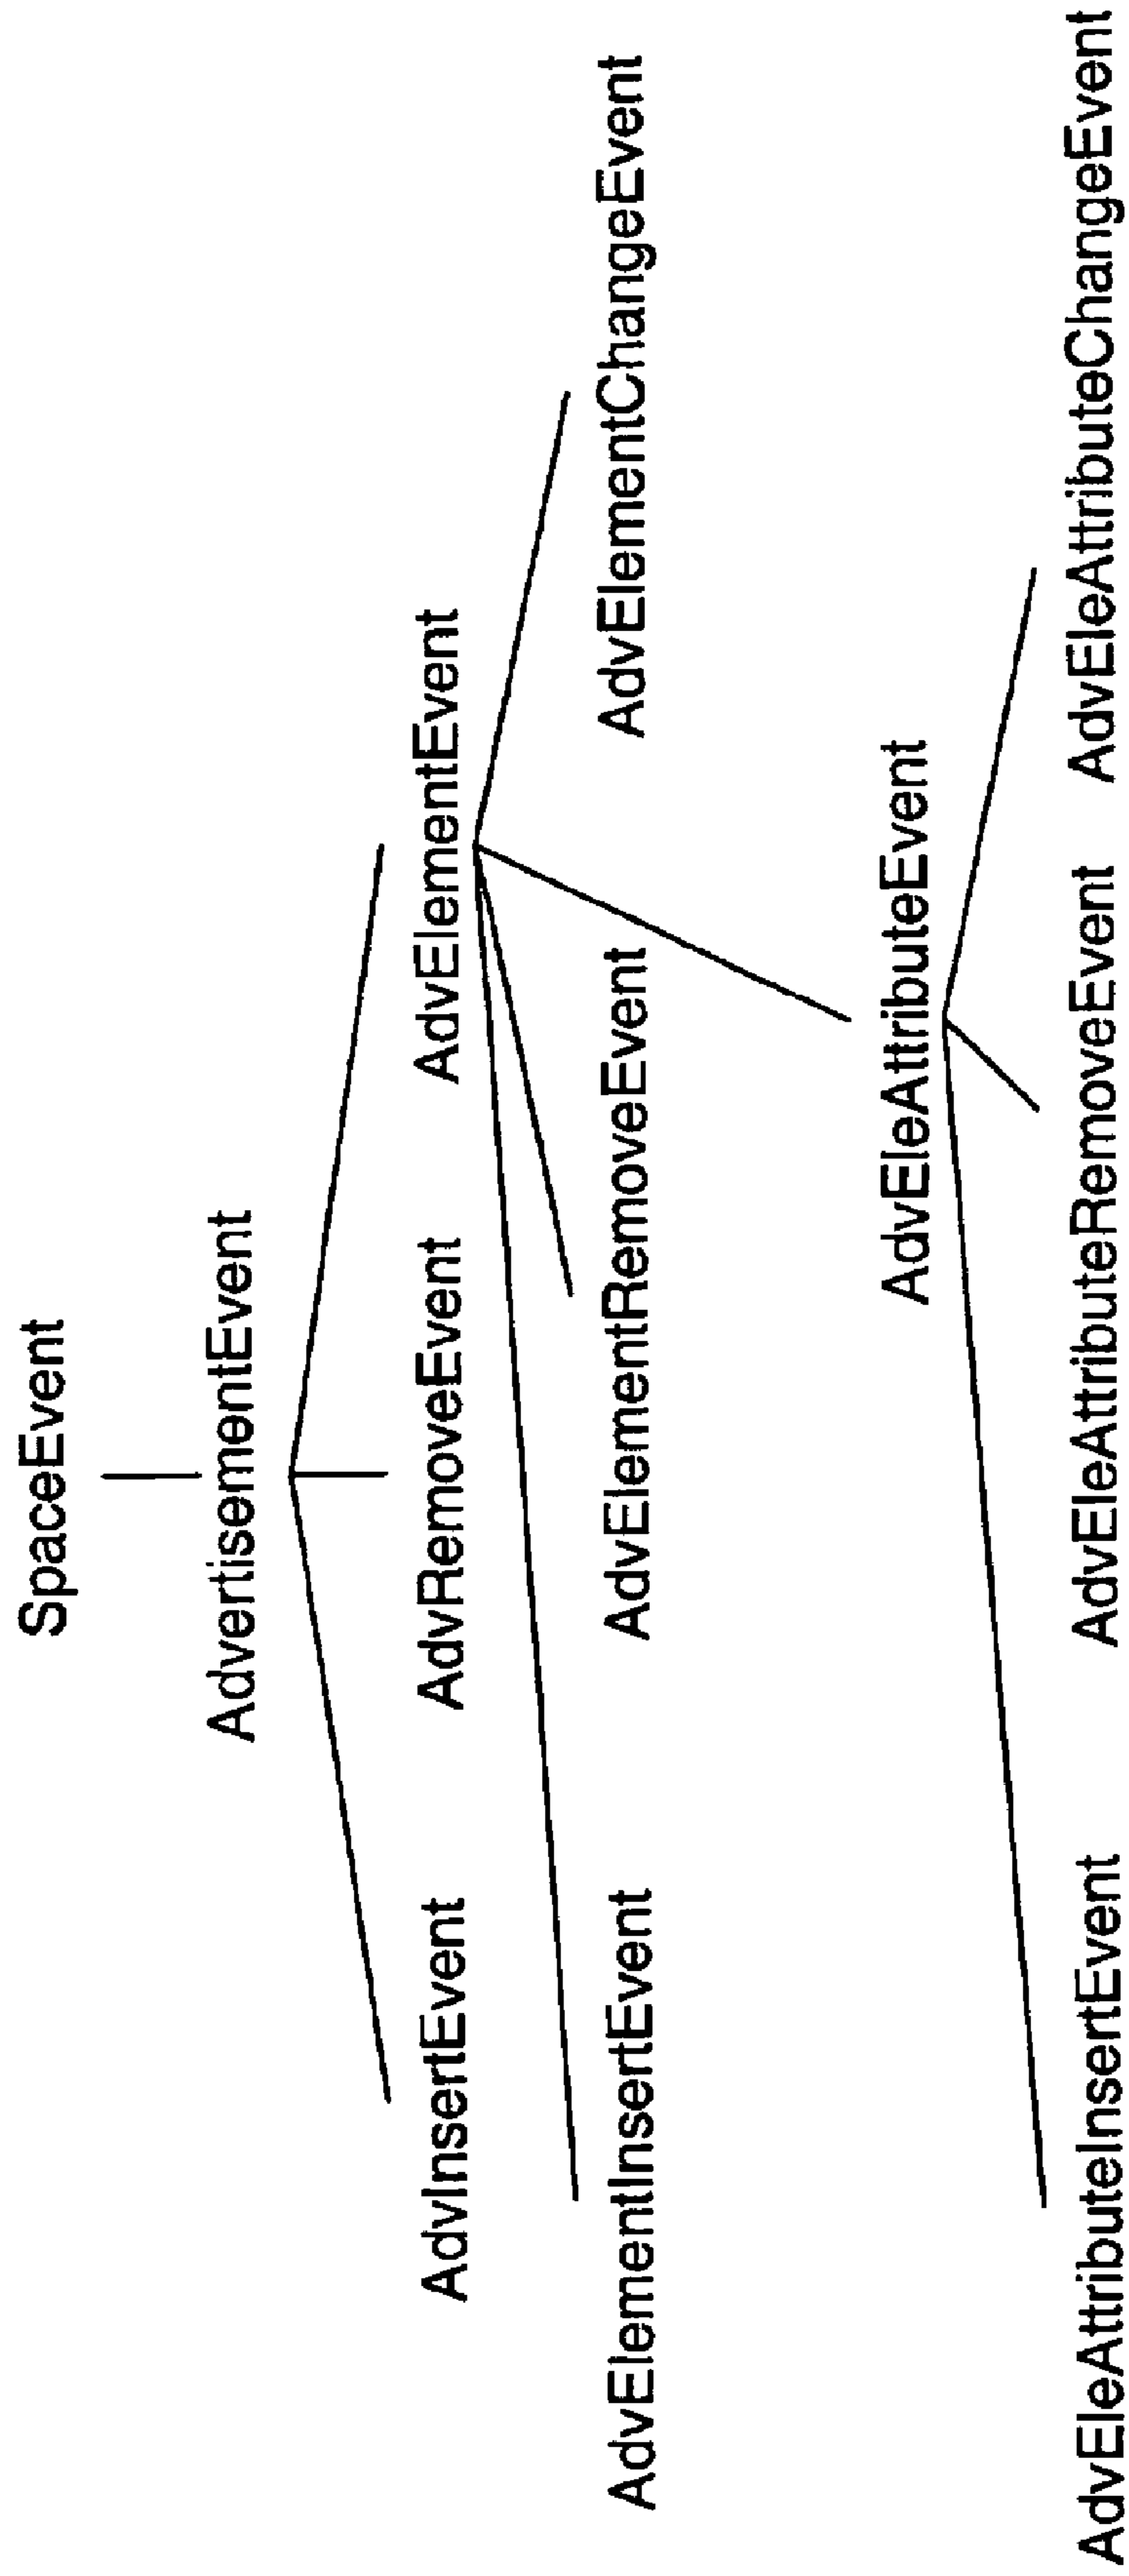 SpaceEvent
AdvertisementEvent
AdvInsertEvent
AdvRemoveEvent
AdvElementEvent
AdvElementInsertEvent
AdvElementRemoveEvent
AdvElementChangeEvent
AdvEleAttributeEvent
AdvEleAttributeInsertEvent
AdvEleAttributeRemoveEvent
AdvEleAttributeChangeEvent